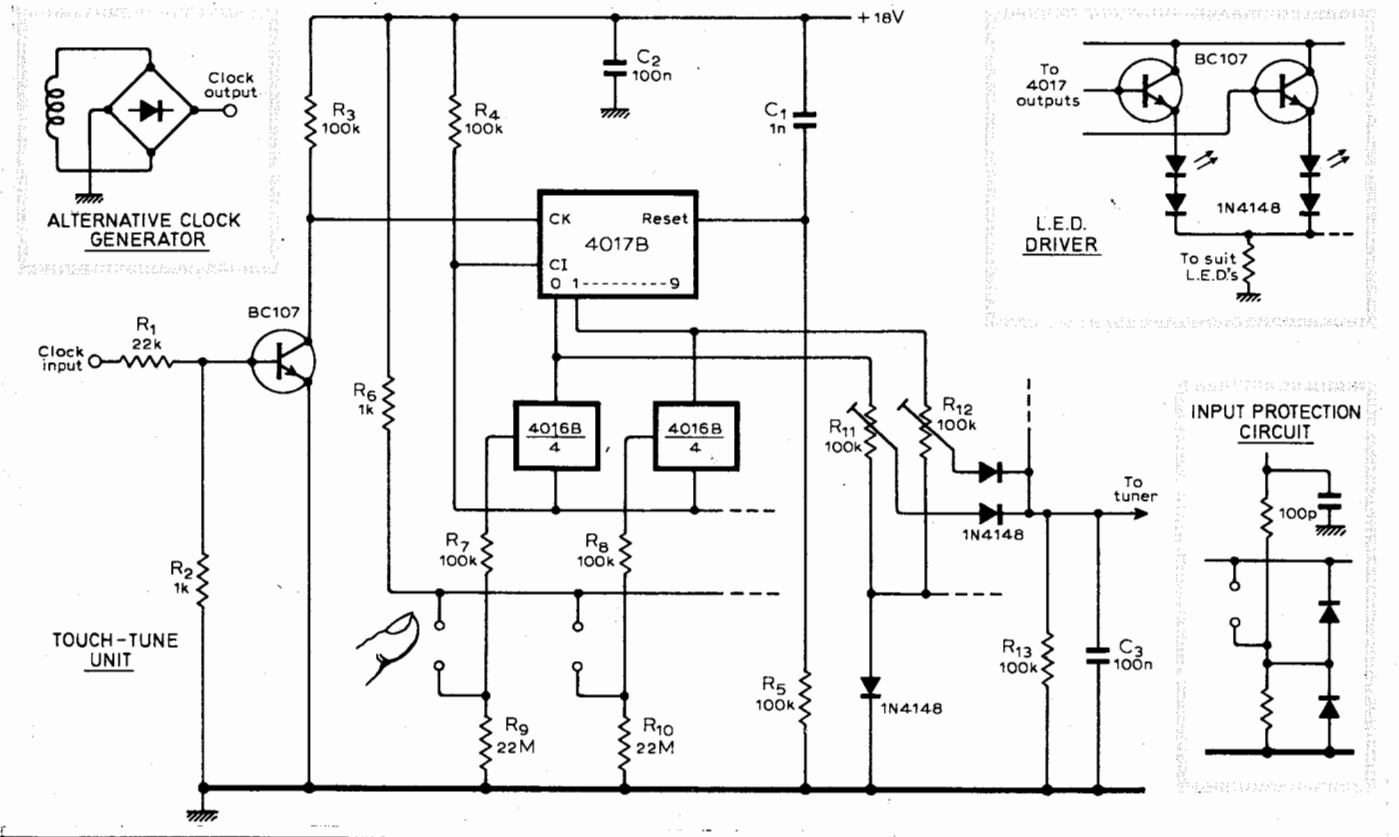 Clock
output
ALTERNATIVE CLOCK
GENERATOR
+18V
R3
100k
R4
100k
C2
100n
C1
1n
To
4017
outputs
BC107
1N4148
L.E.D.
DRIVER
To suit
L.E.D's
CK
Reset
4017B
CI
0 1---------9
BC107
R1
22k
Clock
input
R6
1k
4016B
4
4016B
4
R11
100k
R12
100k
1N4148
To
tuner
INPUT PROTECTION
CIRCUIT
100p
R7
100k
R8
100k
R2
1k
TOUCH-TUNE
UNIT
R9
22M
R10
22M
R5
100k
1N4148
R13
100k
C3
100n